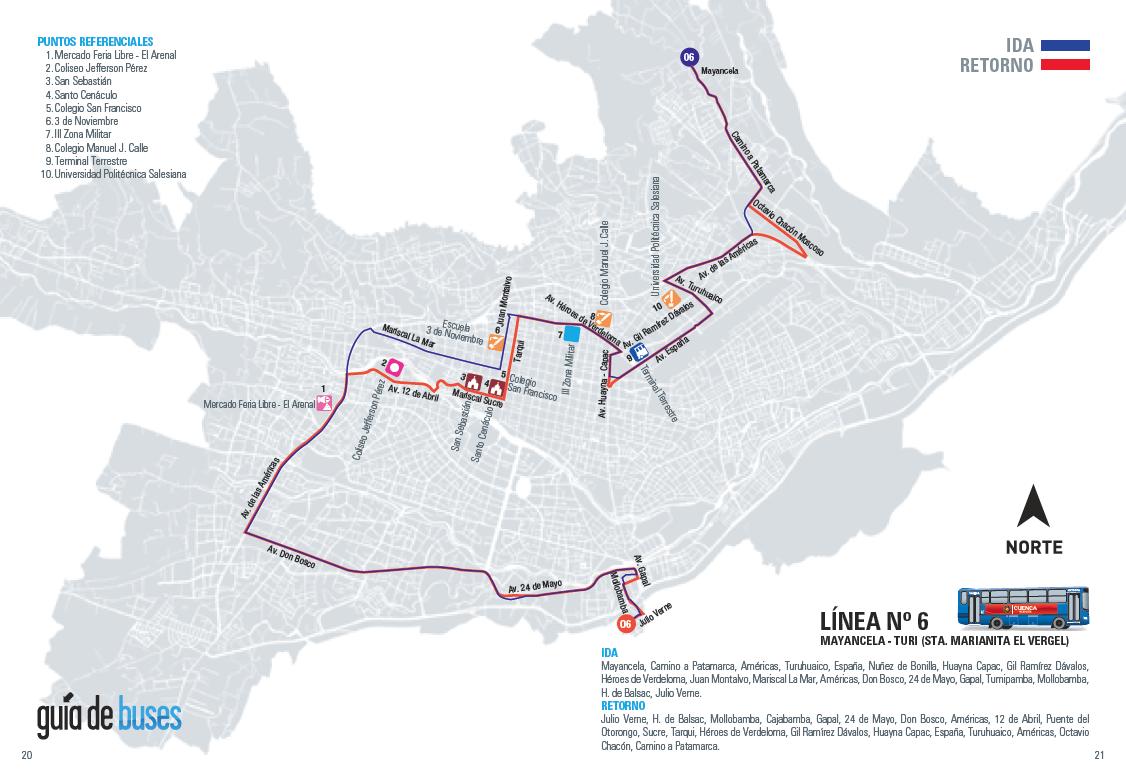 PUNTOS REFERENCIALES
1. Mercado Feria Libre - El Arenal
2. Coliseo Jefferson Pérez
3. San Sebastián
4. Santo Cenáculo
5. Colegio San Francisco
6. 3 de Noviembre
7. III Zona Militar
8. Colegio Manuel J. Calle
9. Terminal Terrestre
10. Universidad Politécnica Salesiana
IDA
RETORNO
06
Mayancela
Camino a Patamarca
Octavio Chacón Moscoso
Av. de las Américas
Universidad Politécnica Salesiana
Av. Turuhuaico
10
Av. Gil Ramírez Dávalos
Av. España
Colegio Manuel J. Calle
8
Av. Héroes de Verdeloma
7
III Zona Militar
9
Terminal Terrestre
Av. Huayna - Capac
Juan Montalvo
6
Escuela
3 de Noviembre
Tarqui
Mariscal La Mar
5
Colegio
San Francisco
4
3
Mariscal Sucre
San Sebastián
Santo Cenáculo
2
Coliseo Jefferson Pérez
Av. 12 de Abril
1
Mercado Feria Libre - El Arenal
Av. de las Américas
Av. Don Bosco
Av. 24 de Mayo
Av. Gapal
Mollobamba
06
Julio Verne
NORTE
LÍNEA Nº 6
CUENCA
MAYANCELA - TURI (STA. MARIANITA EL VERGEL)
IDA
Mayancela, Camino a Patamarca, Américas, Turuhuaico, España, Nuñez de Bonilla, Huayna Capac, Gil Ramírez Dávalos,
Héroes de Verdeloma, Juan Montalvo, Mariscal La Mar, Américas, Don Bosco, 24 de Mayo, Gapal, Tumipamba, Mollobamba,
H. de Balsac, Julio Verne.
RETORNO
Julio Verne, H. de Balsac, Mollobamba, Cajabamba, Gapal, 24 de Mayo, Don Bosco, Américas, 12 de Abril, Puente del
Otorongo, Sucre, Tarqui, Héroes de Verdeloma, Gil Ramírez Dávalos, Huayna Capac, España, Turuhuaico, Américas, Octavio
Chacón, Camino a Patamarca.
guía de buses
20
21